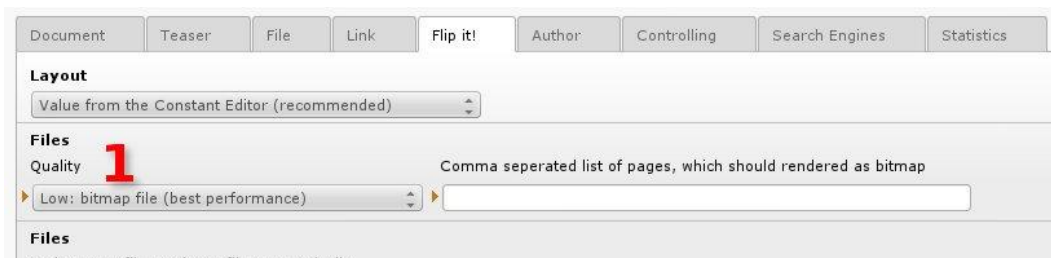 Document Teaser File Link Flip it! Author Controlling Search Engines Statistics
Layout
Value from the Constant Editor (recommended)
Files
1
Quality Comma seperated list of pages, which should rendered as bitmap
Low: bitmap file (best performance)
Files